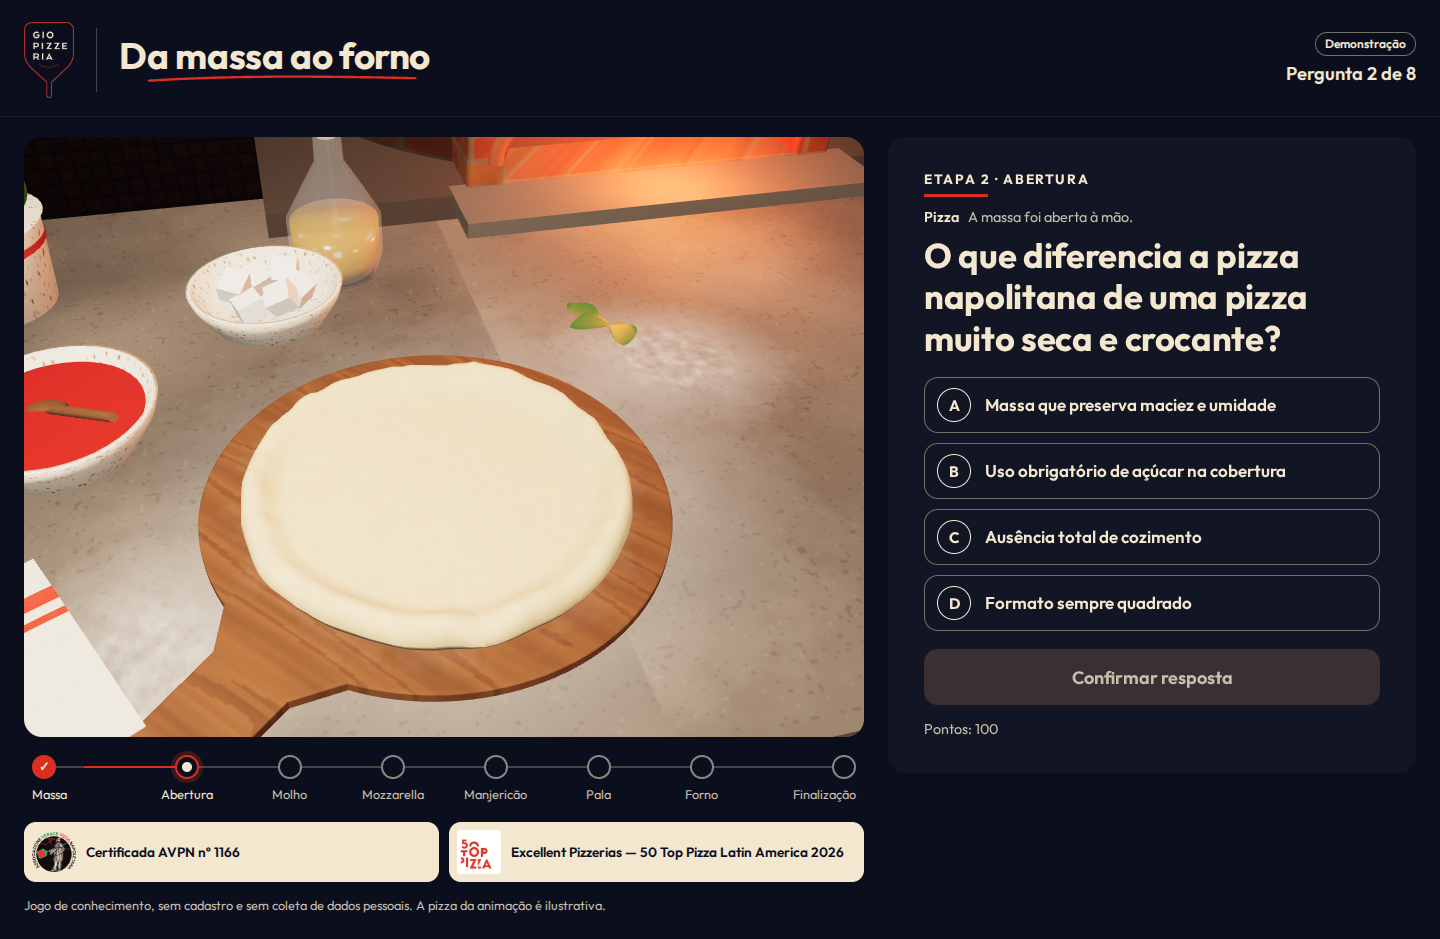 GIO
PIZZE
RIA
Da massa ao forno
Demonstração
Pergunta 2 de 8
ETAPA 2 · ABERTURA
Pizza A massa foi aberta à mão.
O que diferencia a pizza
napolitana de uma pizza
muito seca e crocante?
A Massa que preserva maciez e umidade
B Uso obrigatório de açúcar na cobertura
C Ausência total de cozimento
D Formato sempre quadrado
Confirmar resposta
Pontos: 100
Massa
Abertura
Molho
Mozzarella
Manjericão
Pala
Forno
Finalização
Certificada AVPN nº 1166
50
TOP
PIZZA
Excellent Pizzerias — 50 Top Pizza Latin America 2026
Jogo de conhecimento, sem cadastro e sem coleta de dados pessoais. A pizza da animação é ilustrativa.